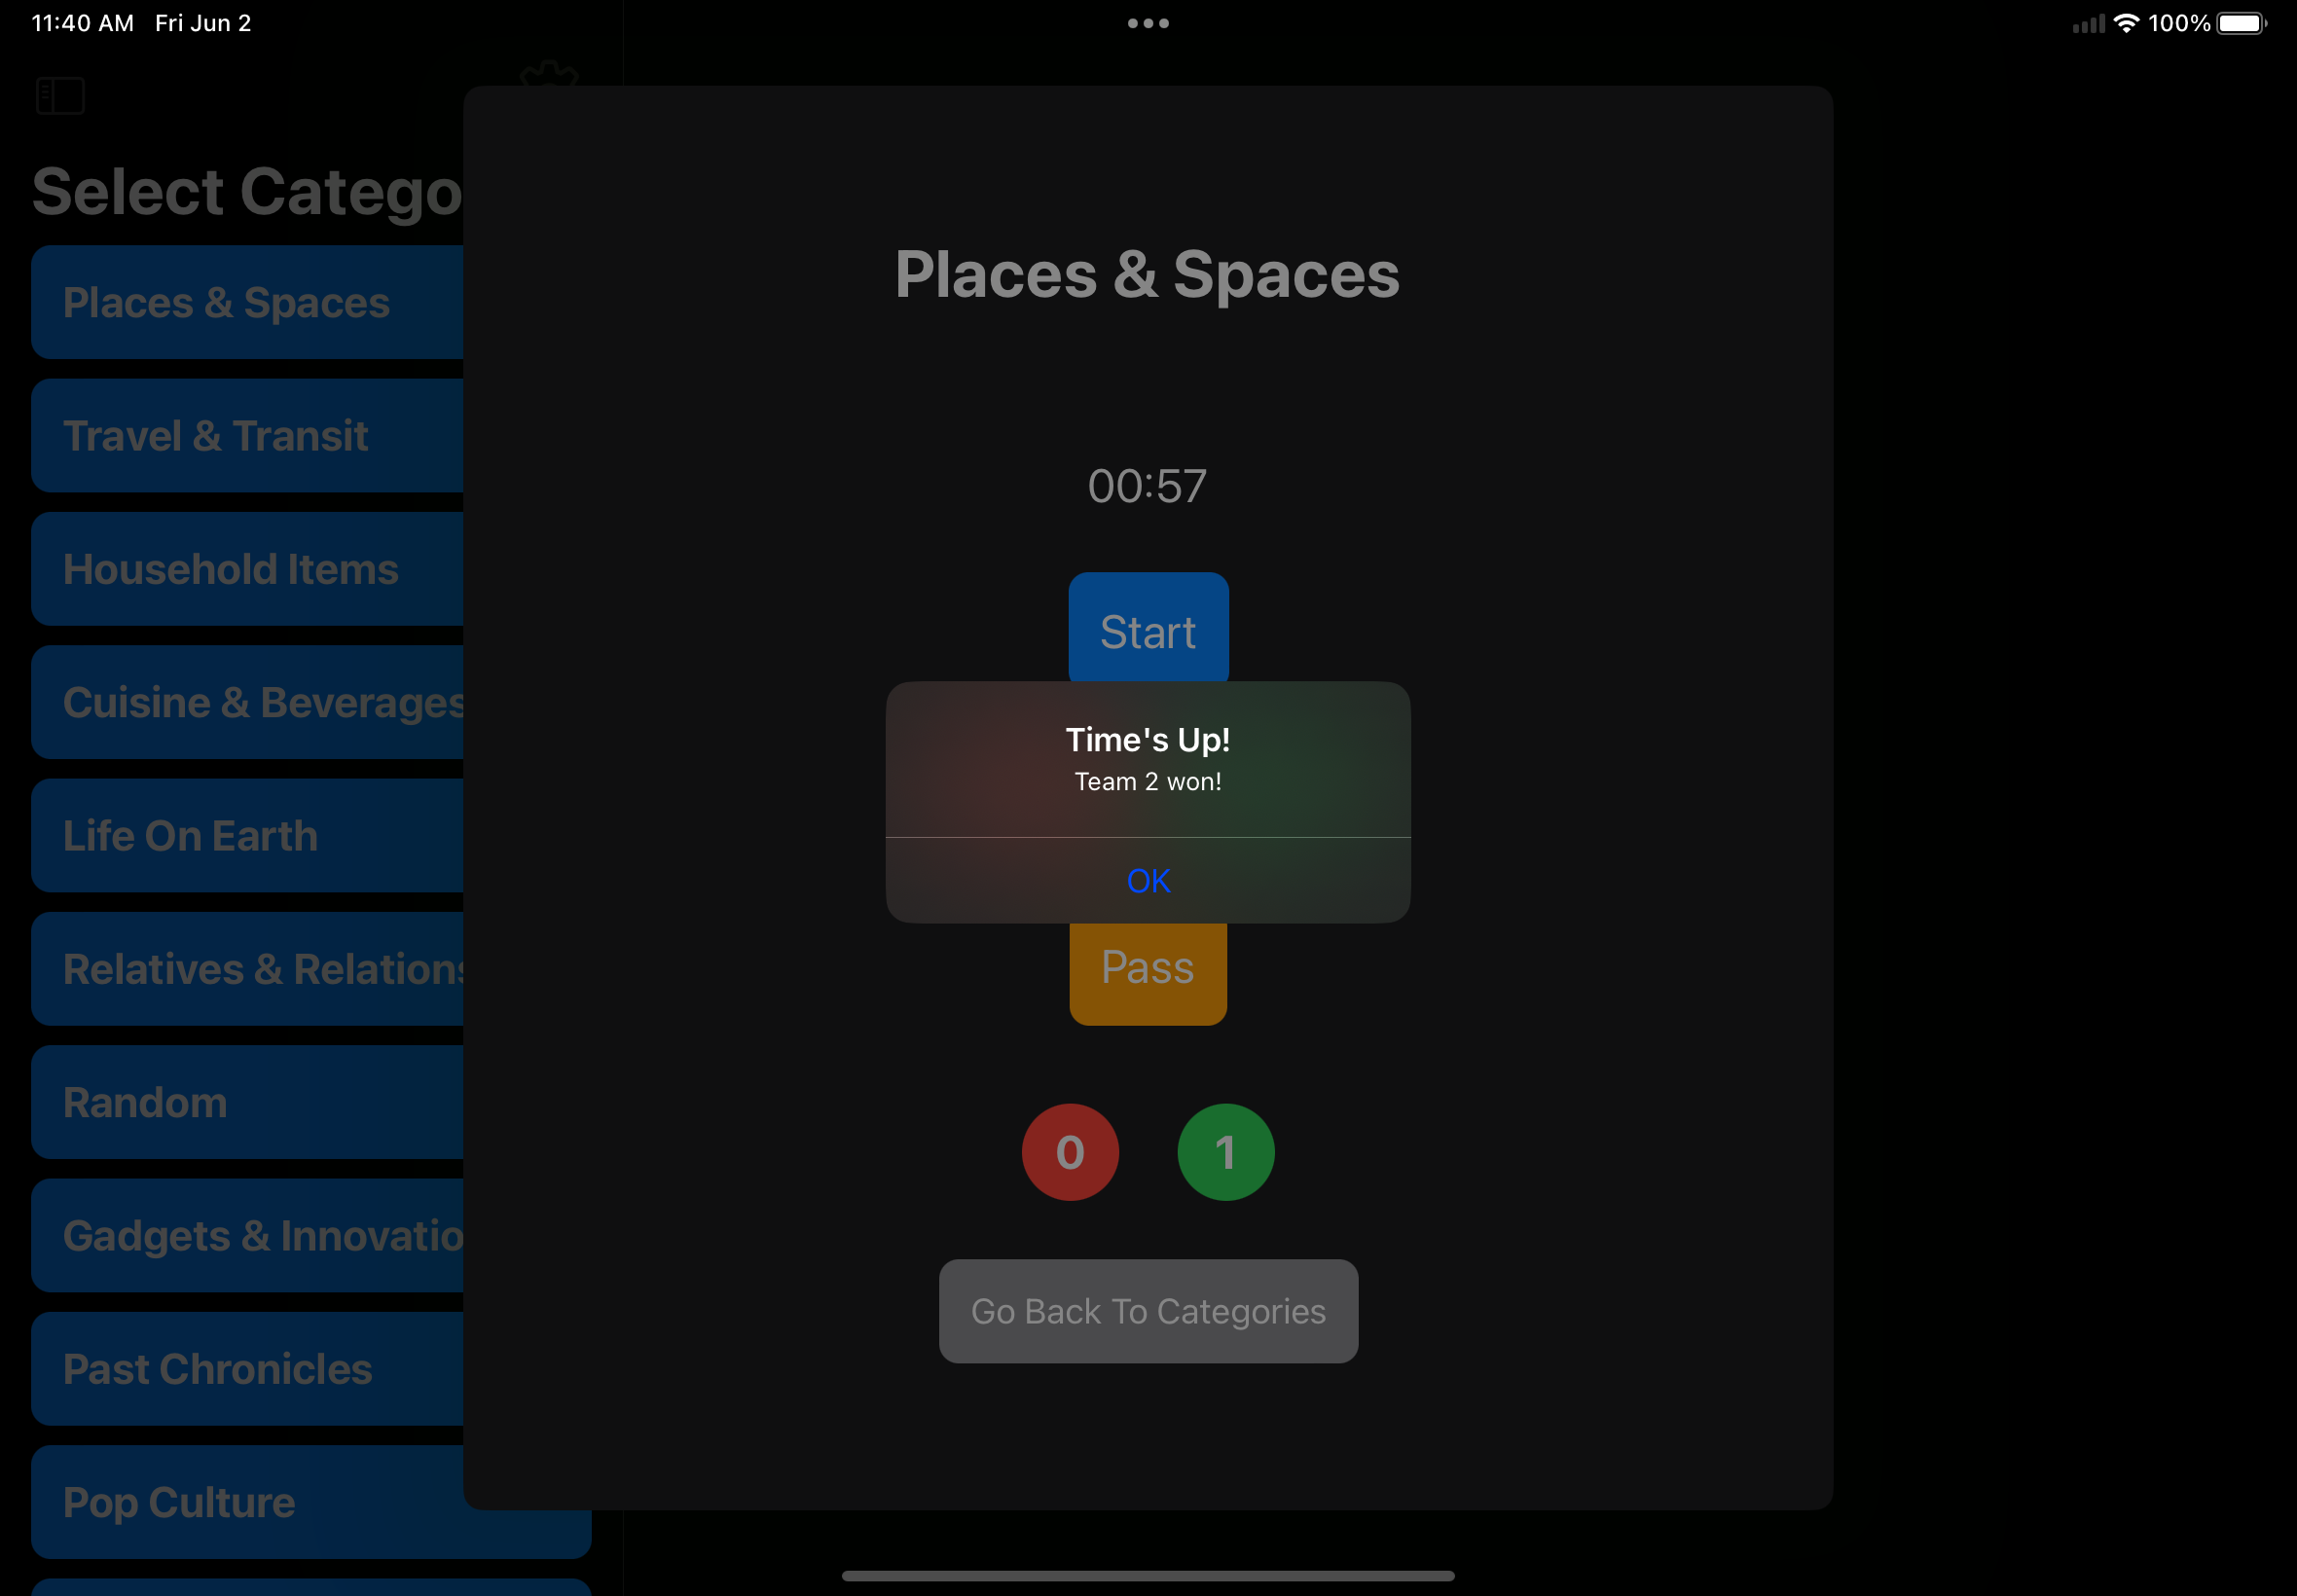 11:40 AM Fri Jun 2
100%
Select Catego
Places & Spaces
Travel & Transit
Household Items
Cuisine & Beverages
Life On Earth
Relatives & Relations
Random
Gadgets & Innovatio
Past Chronicles
Pop Culture
Places & Spaces
00:57
Start
Time's Up!
Team 2 won!
OK
Pass
0 1
Go Back To Categories